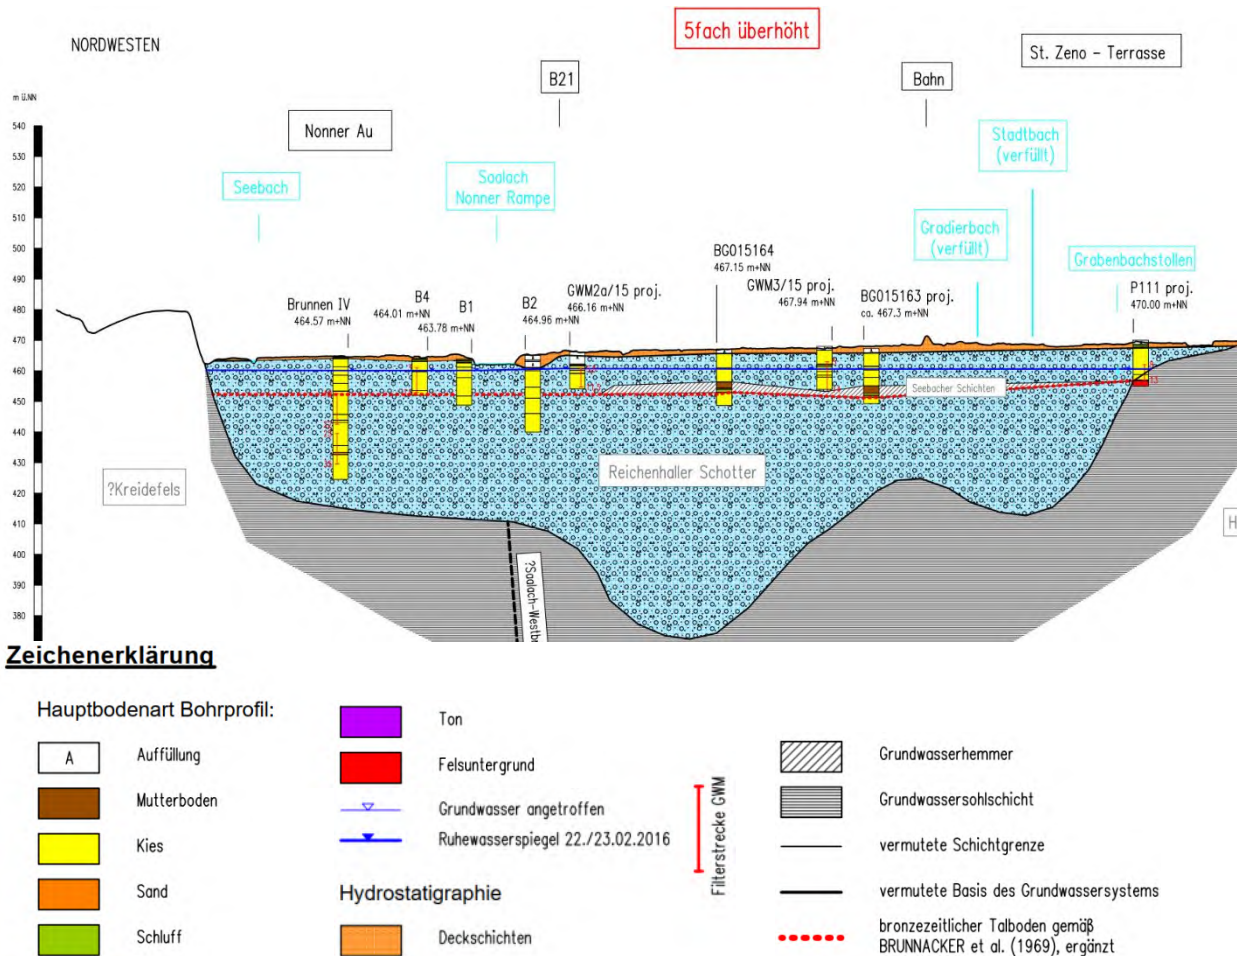 5fach überhöht
NORDWESTEN
St. Zeno - Terrasse
B21
Bahn
m ü.NN
Nonner Au
Stadtbach
(verfüllt)
Seebach
Saalach
Nonner Rampe
Gradierbach
(verfüllt)
BG015164
467.15 m+NN
Grabenbachstollen
Brunnen IV
464.57 m+NN
B4
464.01 m+NN
B1
463.78 m+NN
B2
464.96 m+NN
GWM2a/15 proj.
466.16 m+NN
GWM3/15 proj.
467.94 m+NN
BG015163 proj.
ca. 467.3 m+NN
P111 proj.
470.00 m+NN
540
530
520
510
500
490
480
470
460
450
440
430
420
410
400
390
380
Seebacher Schichten
Reichenhaller Schotter
?Kreidefels
H
?Saalach-Westbr
Zeichenerklärung
Hauptbodenart Bohrprofil:
A
Auffüllung
Mutterboden
Kies
Sand
Schluff
Ton
Felsuntergrund
Grundwasser angetroffen
Ruhewasserspiegel 22./23.02.2016
Hydrostatigraphie
Deckschichten
Filterstrecke GWM
Grundwasserhemmer
Grundwassersohlschicht
vermutete Schichtgrenze
vermutete Basis des Grundwassersystems
bronzezeitlicher Talboden gemäß
BRUNNACKER et al. (1969), ergänzt